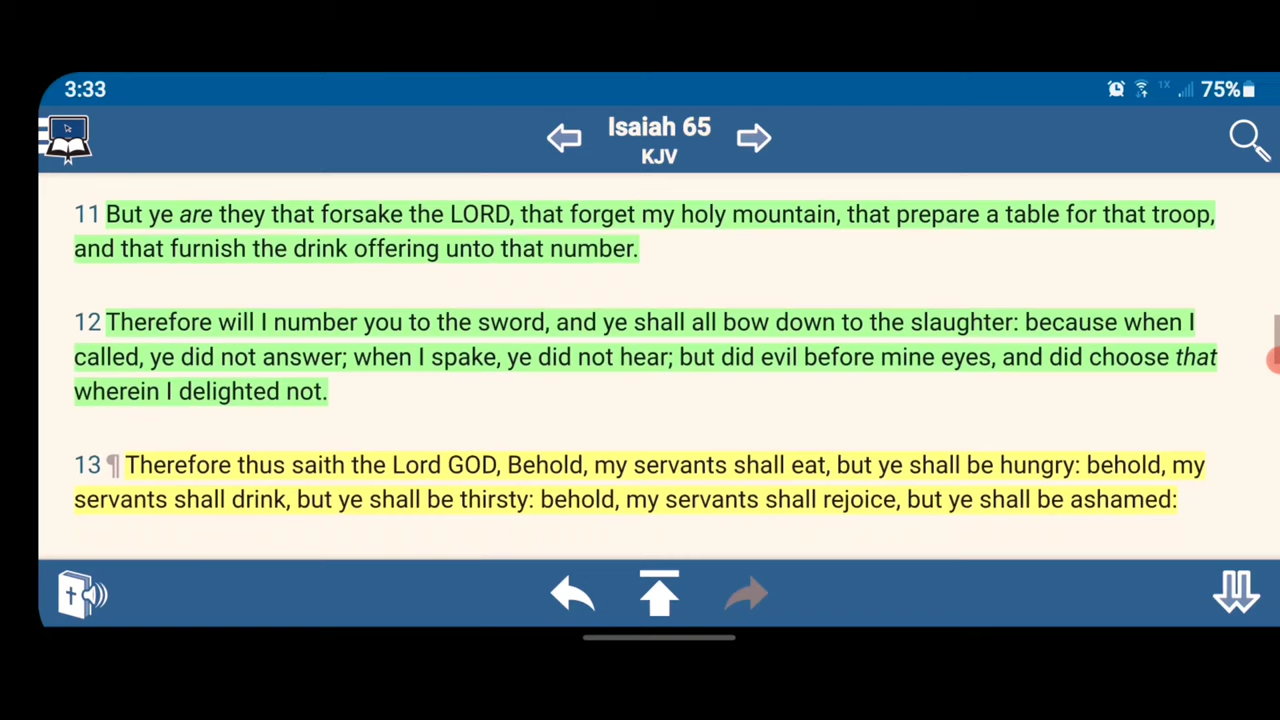 3:33
1X
75%
Isaiah 65
KJV
11 But ye are they that forsake the LORD, that forget my holy mountain, that prepare a table for that troop,
and that furnish the drink offering unto that number.
12 Therefore will I number you to the sword, and ye shall all bow down to the slaughter: because when I
called, ye did not answer; when I spake, ye did not hear; but did evil before mine eyes, and did choose that
wherein I delighted not.
13 ¶ Therefore thus saith the Lord GOD, Behold, my servants shall eat, but ye shall be hungry: behold, my
servants shall drink, but ye shall be thirsty: behold, my servants shall rejoice, but ye shall be ashamed: